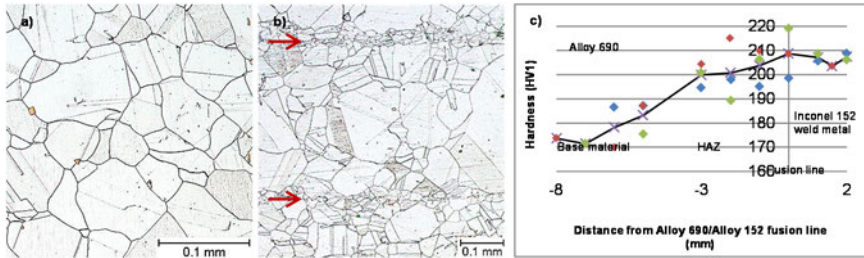 a)
0.1 mm
b)
0.1 mm
c)
Hardness (HV1)
220
210
200
190
180
170
160
Alloy 690
Inconel 152
weld metal
Base material
HAZ
Fusion line
-8
-3
2
Distance from Alloy 690/Alloy 152 fusion line
(mm)